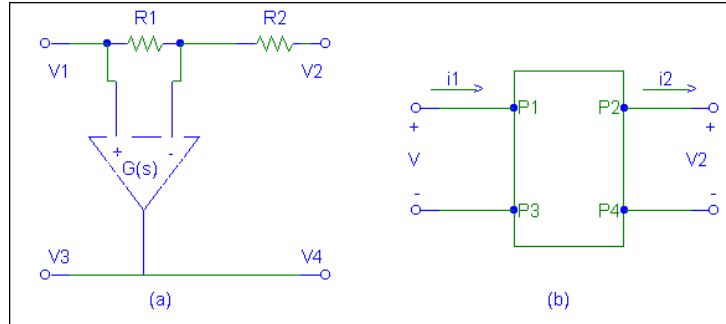 R1
R2
V1
V2
+
-
G(s)
V3
V4
(a)
i1
i2
P1
P2
+
+
V
V2
-
-
P3
P4
(b)